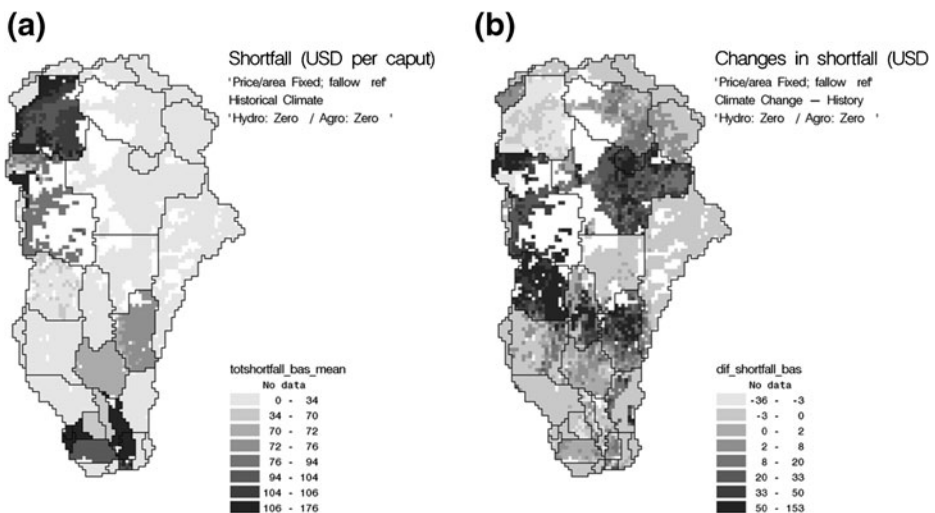 (a)
Shortfall (USD per caput)
'Price/area Fixed; fallow ref'
Historical Climate
'Hydro: Zero / Agro: Zero '
totshortfall_bas_mean
No data
0 - 34
34 - 70
70 - 72
72 - 76
76 - 94
94 - 104
104 - 106
106 - 176
(b)
Changes in shortfall (USD
'Price/area Fixed; fallow ref'
Climate Change – History
'Hydro: Zero / Agro: Zero '
dif_shortfall_bas
No data
-36 - -3
-3 - 0
0 - 2
2 - 8
8 - 20
20 - 33
33 - 50
50 - 153